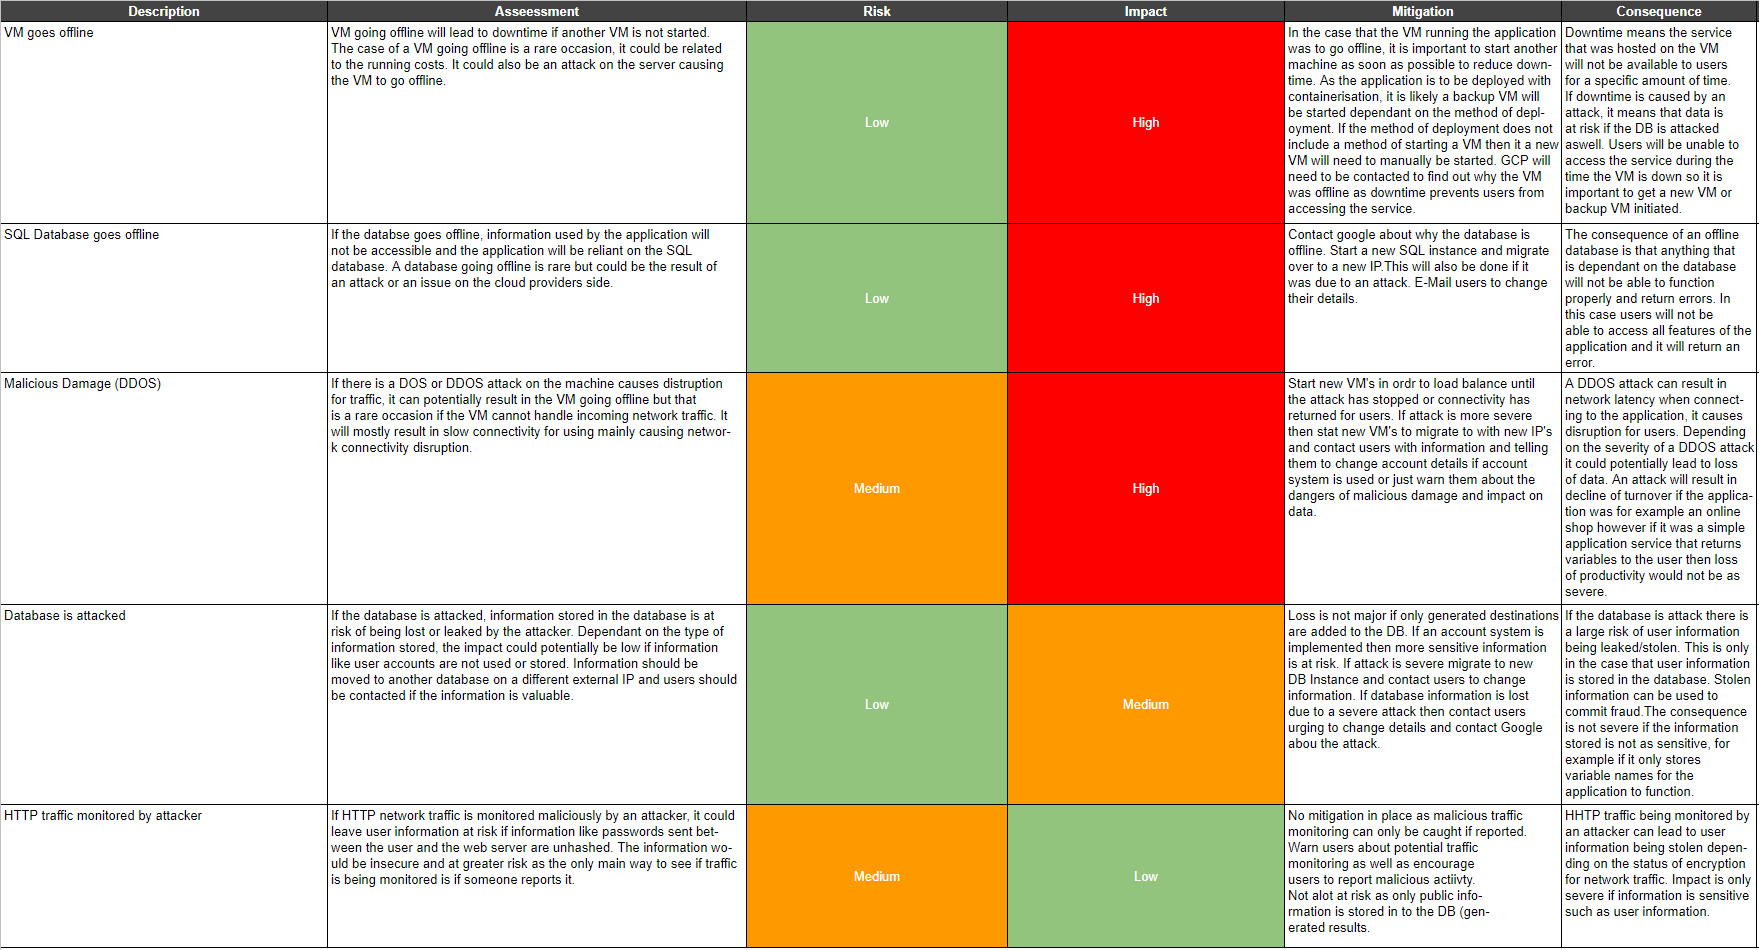 Description
Asseessment
Risk
Impact
Mitigation
Consequence
VM goes offline
VM going offline will lead to downtime if another VM is not started.
The case of a VM going offline is a rare occasion, it could be related
to the running costs. It could also be an attack on the server causing
the VM to go offline.
Low
High
In the case that the VM running the application
was to go offline, it is important to start another
machine as soon as possible to reduce down-
time. As the application is to be deployed with
containerisation, it is likely a backup VM will
be started dependant on the method of depl-
oyment. If the method of deployment does not
include a method of starting a VM then it a new
VM will need to manually be started. GCP will
need to be contacted to find out why the VM
was offline as downtime prevents users from
accessing the service.
Downtime means the service
that was hosted on the VM
will not be available to users
for a specific amount of time.
If downtime is caused by an
attack, it means that data is
at risk if the DB is attacked
aswell. Users will be unable to
access the service during the
time the VM is down so it is
important to get a new VM or
backup VM initiated.
SQL Database goes offline
If the databse goes offline, information used by the application will
not be accessible and the application will be reliant on the SQL
database. A database going offline is rare but could be the result of
an attack or an issue on the cloud providers side.
Low
High
Contact google about why the database is
offline. Start a new SQL instance and migrate
over to a new IP.This will also be done if it
was due to an attack. E-Mail users to change
their details.
The consequence of an offline
database is that anything that
is dependant on the database
will not be able to function
properly and return errors. In
this case users will not be
able to access all features of the
application and it will return an
error.
Malicious Damage (DDOS)
If there is a DOS or DDOS attack on the machine causes distruption
for traffic, it can potentially result in the VM going offline but that
is a rare occasion if the VM cannot handle incoming network traffic. It
will mostly result in slow connectivity for using mainly causing networ-
k connectivity disruption.
Medium
High
Start new VM's in ordr to load balance until
the attack has stopped or connectivity has
returned for users. If attack is more severe
then stat new VM's to migrate to with new IP's
and contact users with information and telling
them to change account details if account
system is used or just warn them about the
dangers of malicious damage and impact on
data.
A DDOS attack can result in
network latency when connect-
ing to the application, it causes
disruption for users. Depending
on the severity of a DDOS attack
it could potentially lead to loss
of data. An attack will result in
decline of turnover if the applica-
tion was for example an online
shop however if it was a simple
application service that returns
variables to the user then loss
of productivity would not be as
severe.
Database is attacked
If the database is attacked, information stored in the database is at
risk of being lost or leaked by the attacker. Dependant on the type of
information stored, the impact could potentially be low if information
like user accounts are not used or stored. Information should be
moved to another database on a different external IP and users should
be contacted if the information is valuable.
Low
Medium
Loss is not major if only generated destinations
are added to the DB. If an account system is
implemented then more sensitive information
is at risk. If attack is severe migrate to new
DB Instance and contact users to change
information. If database information is lost
due to a severe attack then contact users
urging to change details and contact Google
abou the attack.
If the database is attack there is
a large risk of user information
being leaked/stolen. This is only
in the case that user information
is stored in the database. Stolen
information can be used to
commit fraud.The consequence
is not severe if the information
stored is not as sensitive, for
example if it only stores
variable names for the
application to function.
HTTP traffic monitored by attacker
If HTTP network traffic is monitored maliciously by an attacker, it could
leave user information at risk if information like passwords sent bet-
ween the user and the web server are unhashed. The information wo-
uld be insecure and at greater risk as the only main way to see if traffic
is being monitored is if someone reports it.
Medium
Low
No mitigation in place as malicious traffic
monitoring can only be caught if reported.
Warn users about potential traffic
monitoring as well as encourage
users to report malicious actiivty.
Not alot at risk as only public info-
rmation is stored in to the DB (gen-
erated results.
HHTP traffic being monitored by
an attacker can lead to user
information being stolen depen-
ding on the status of encryption
for network traffic. Impact is only
severe if information is sensitive
such as user information.